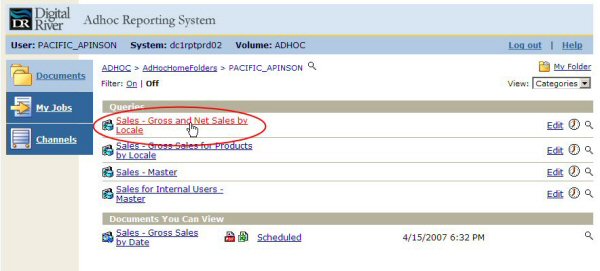 Digital River Adhoc Reporting System
DR
User: PACIFIC_APINSON System: dc1rptprd02 Volume: ADHOC Log out | Help
Documents
My Jobs
Channels
ADHOC > AdHocHomeFolders > PACIFIC_APINSON My Folder
Filter: On | Off View: Categories
Queries
Sales - Gross and Net Sales by
Locale Edit
Sales - Gross Sales for Products
by Locale Edit
Sales - Master Edit
Sales for Internal Users -
Master Edit
Documents You Can View
Sales - Gross Sales
by Date Scheduled 4/15/2007 6:32 PM